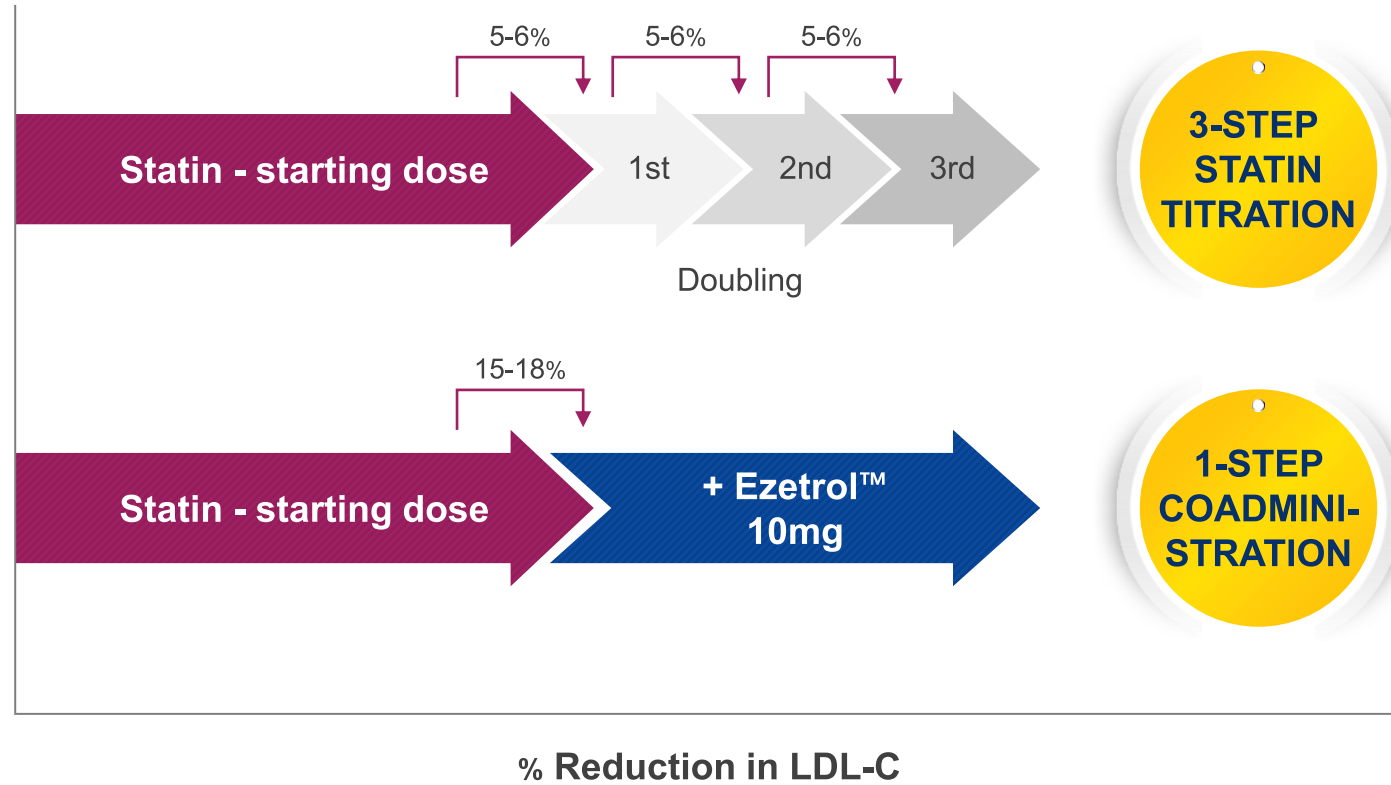 5-6% 5-6% 5-6%
Statin - starting dose
1st
2nd
3rd
Doubling
3-STEP
STATIN
TITRATION
15-18%
Statin - starting dose
+ Ezetrol™
10mg
1-STEP
COADMINI-
STRATION
% Reduction in LDL-C